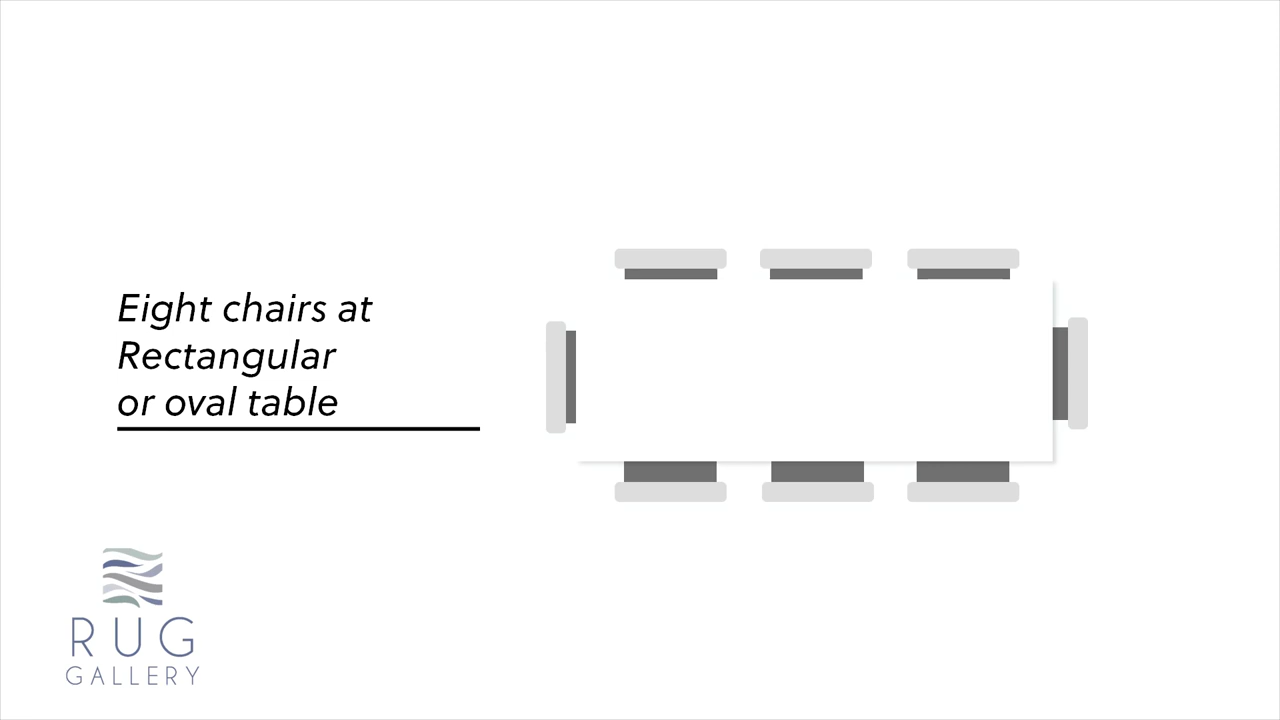 Eight chairs at
Rectangular
or oval table
RUG
GALLERY